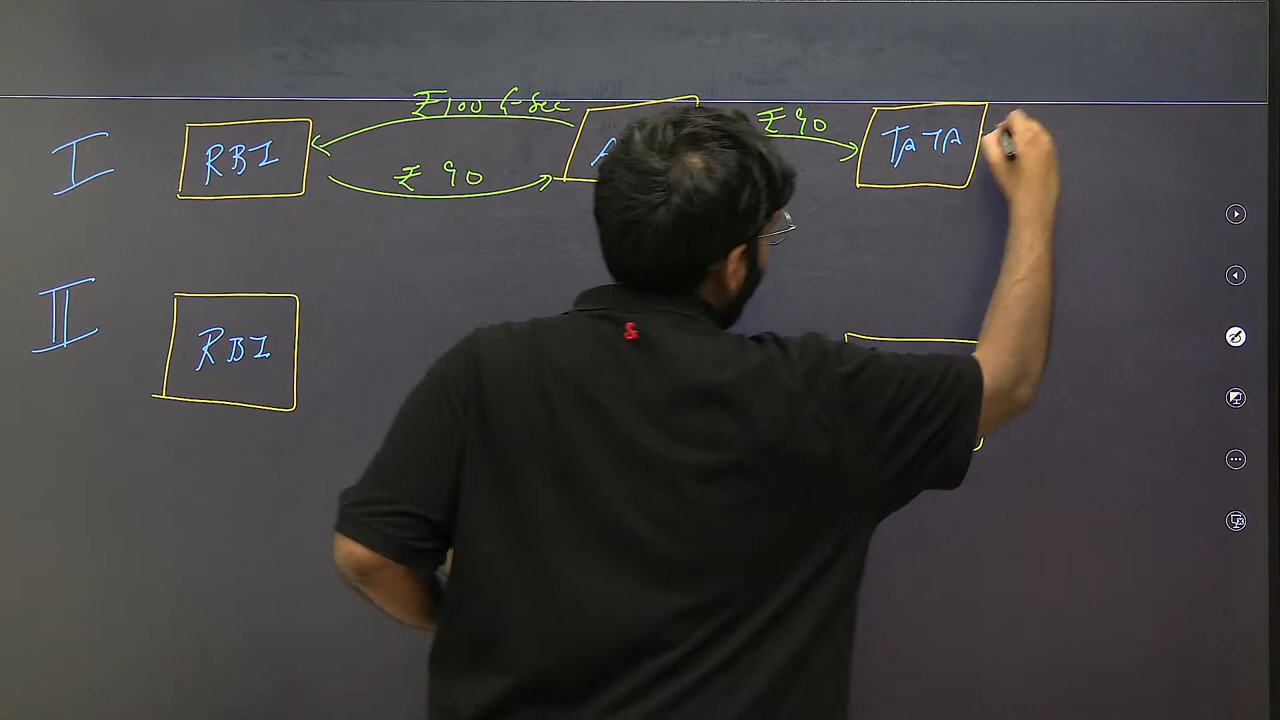 I
RBI
₹100 G-Sec
₹ 90
₹ 90
TATA
II
RBI